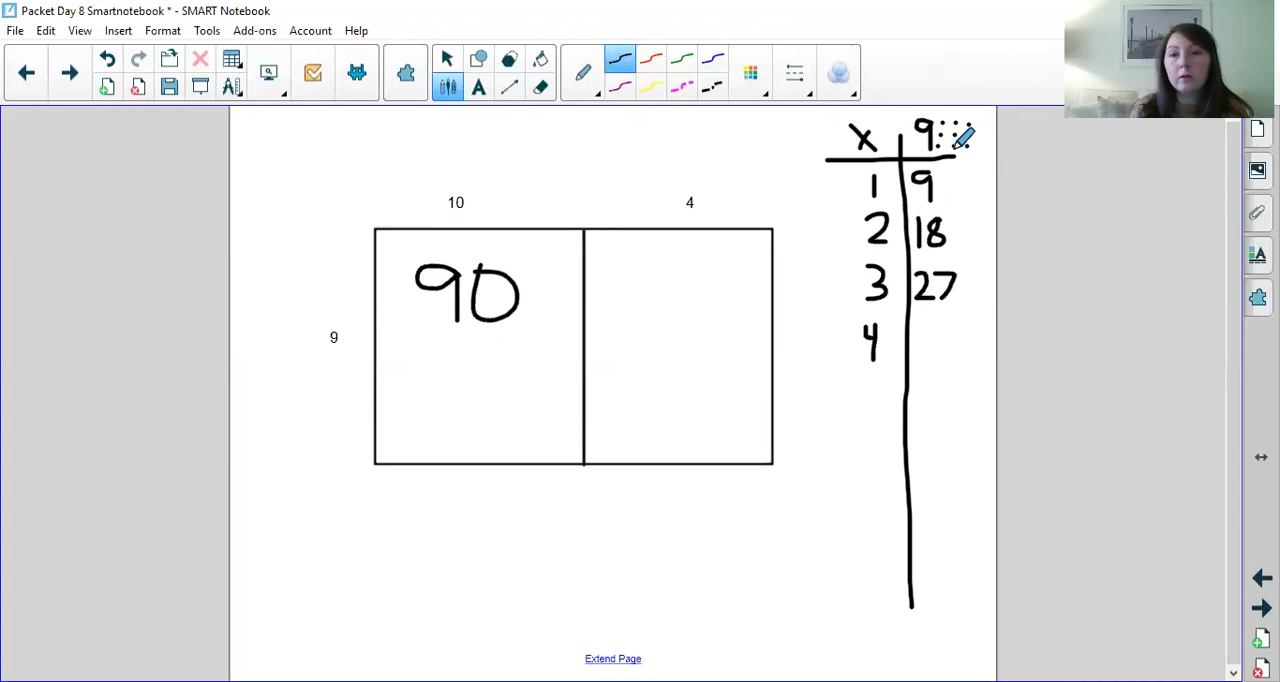 Packet Day 8 Smartnotebook * - SMART Notebook
File Edit View Insert Format Tools Add-ons Account Help
x 9
1 9
10 4
2 18
90
3 27
9
4
Extend Page